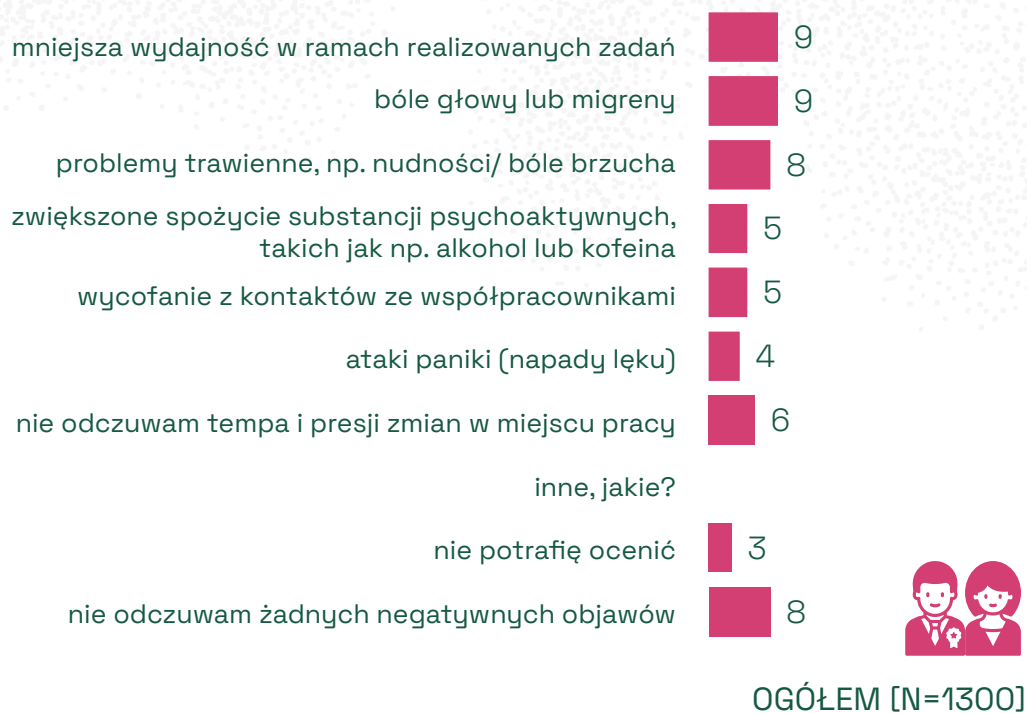 mniejsza wydajność w ramach realizowanych zadań 9
bóle głowy lub migreny 9
problemy trawienne, np. nudności/ bóle brzucha 8
zwiększone spożycie substancji psychoaktywnych,
takich jak np. alkohol lub kofeina 5
wycofanie z kontaktów ze współpracownikami 5
ataki paniki (napady lęku) 4
nie odczuwam tempa i presji zmian w miejscu pracy 6
inne, jakie?
nie potrafię ocenić 3
nie odczuwam żadnych negatywnych objawów 8
OGÓŁEM [N=1300]